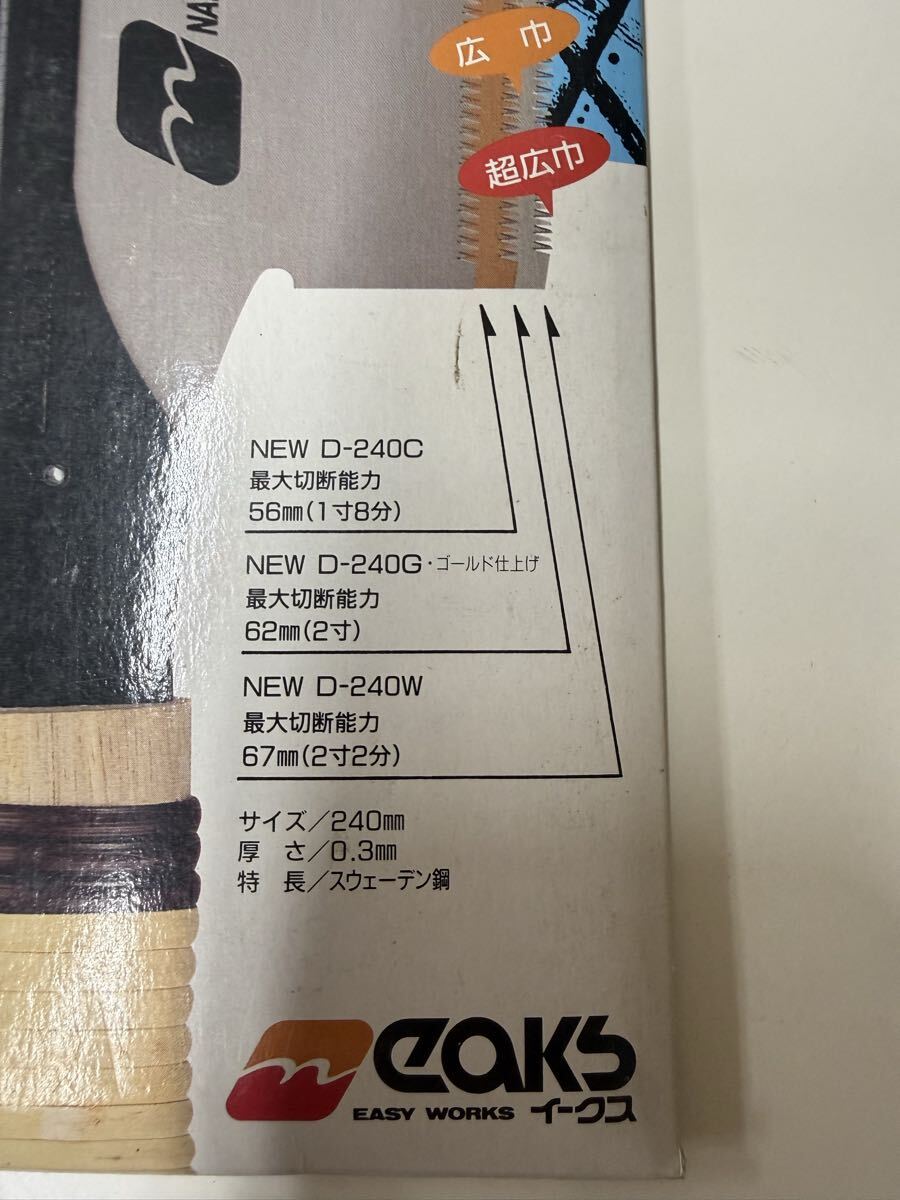 広巾
超広巾
NEW D-240C
最大切断能力
56mm(1寸8分)
NEW D-240G・ゴールド仕上げ
最大切断能力
62mm(2寸)
NEW D-240W
最大切断能力
67mm(2寸2分)
サイズ/240mm
厚さ/0.3mm
特長/スウェーデン鋼
eaks
EASY WORKS イークス